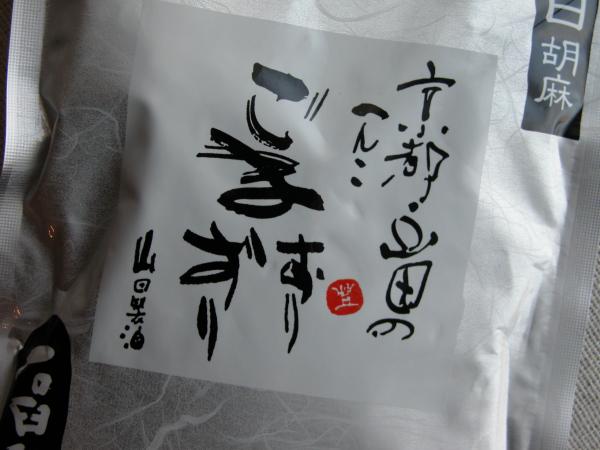 白胡麻
京都・山田の
へんこ
ごま
すり
すり
山田製油